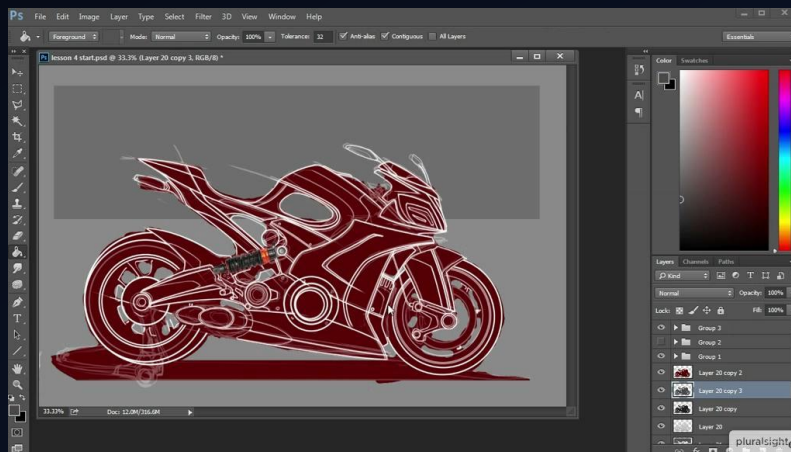 Ps File Edit Image Layer Type Select Filter 3D View Window Help
Foreground Mode: Normal Opacity: 100% Tolerance: 32 Anti-alias Contiguous All Layers Essentials
Ps lesson 4 start.psd @ 33.3% (Layer 20 copy 3, RGB/8) *
Color Swatches
Layers Channels Paths
Kind
Normal Opacity: 100%
Lock: Fill: 100%
Group 3
Group 2
Group 1
Layer 20 copy 2
Layer 20 copy 3
Layer 20 copy
Layer 20
33.33% Doc: 12.0M/316.6M
pluralsight